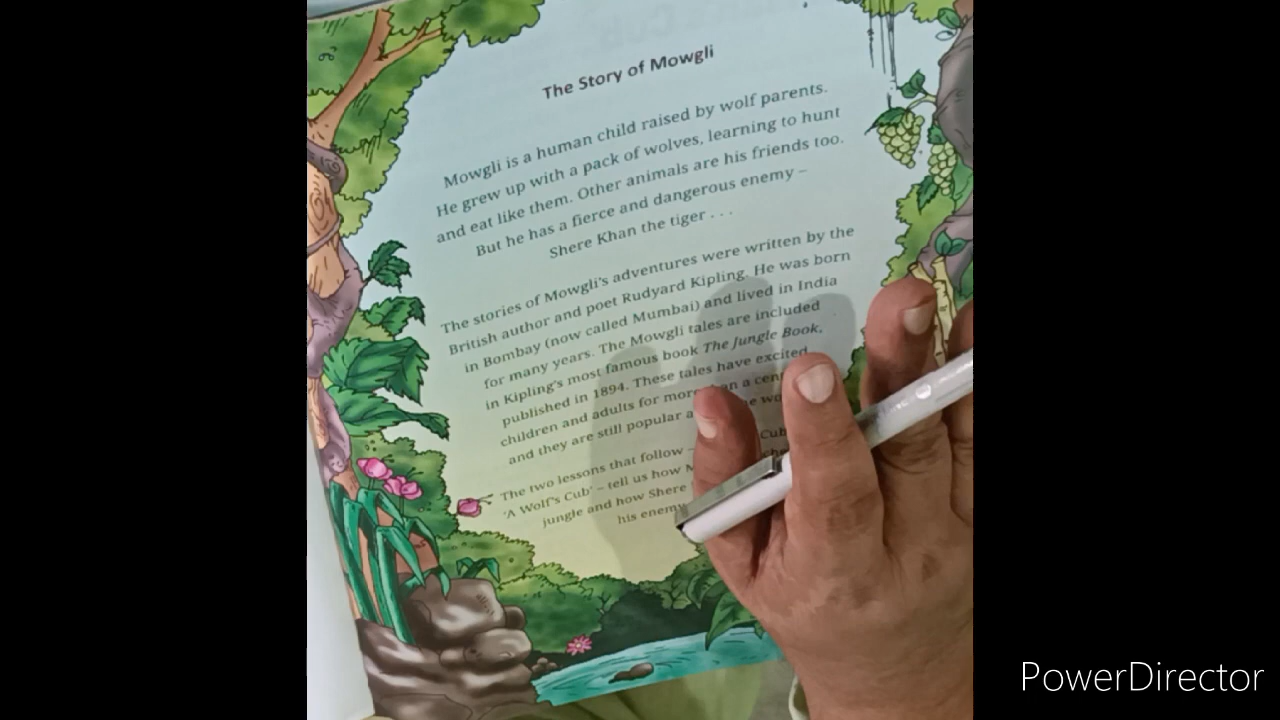 The Story of Mowgli
Mowgli is a human child raised by wolf parents.
He grew up with a pack of wolves, learning to hunt
and eat like them. Other animals are his friends too.
But he has a fierce and dangerous enemy –
Shere Khan the tiger . . .
The stories of Mowgli's adventures were written by the
British author and poet Rudyard Kipling. He was born
in Bombay (now called Mumbai) and lived in India
for many years. The Mowgli tales are included
in Kipling's most famous book The Jungle Book,
published in 1894. These tales have excited
children and adults for more than a
and they are still popular
The two lessons that follow – Cub
'A Wolf's Cub' – tell us how
jungle and how Shere
his enemy
PowerDirector